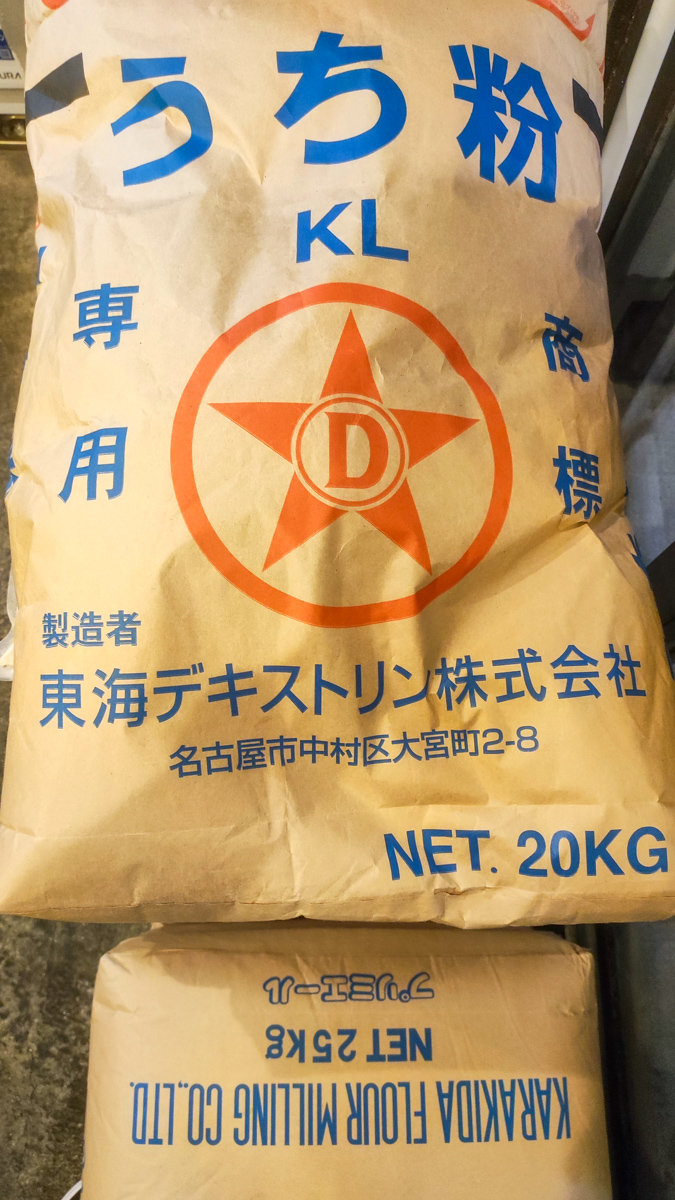 うち粉
KL
専用
商標
D
製造者
東海デキストリン株式会社
名古屋市中村区大宮町2-8
NET. 20KG
プリミエール
NET 25kg
KARAKIDA FLOUR MILLING CO.,LTD.